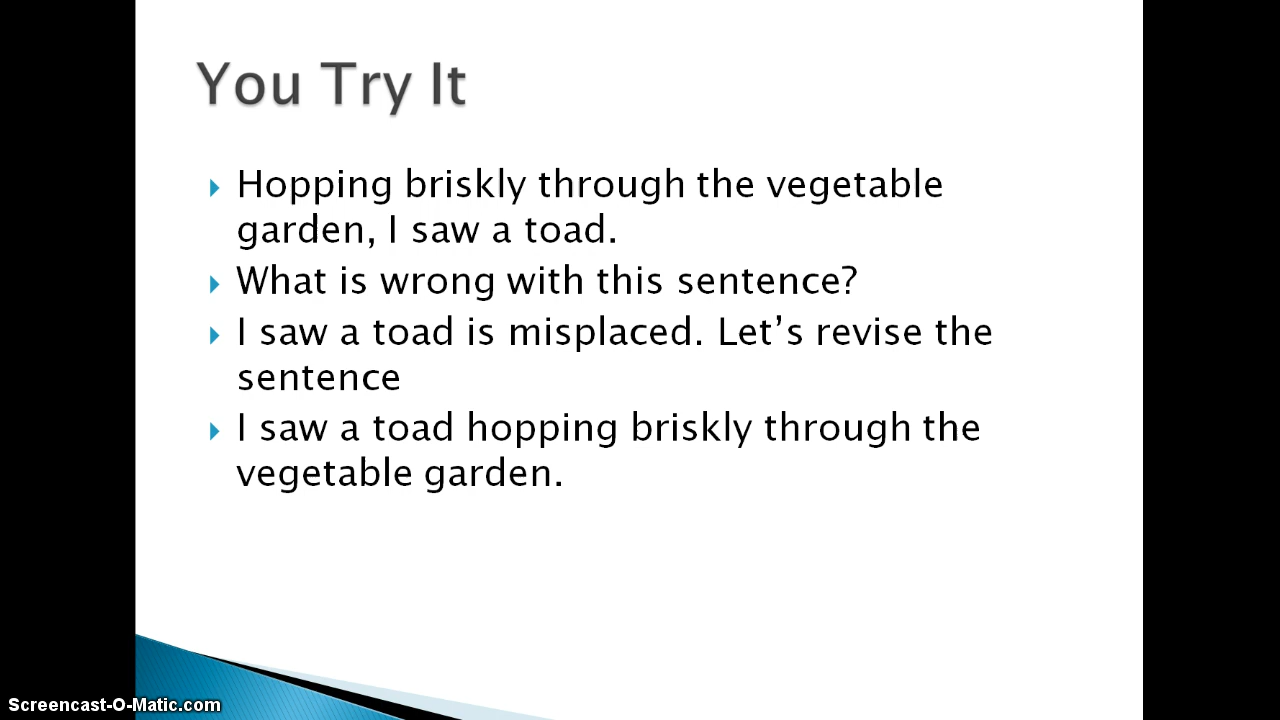 You Try It
Hopping briskly through the vegetable
garden, I saw a toad.
What is wrong with this sentence?
I saw a toad is misplaced. Let’s revise the
sentence
I saw a toad hopping briskly through the
vegetable garden.
Screencast-O-Matic.com